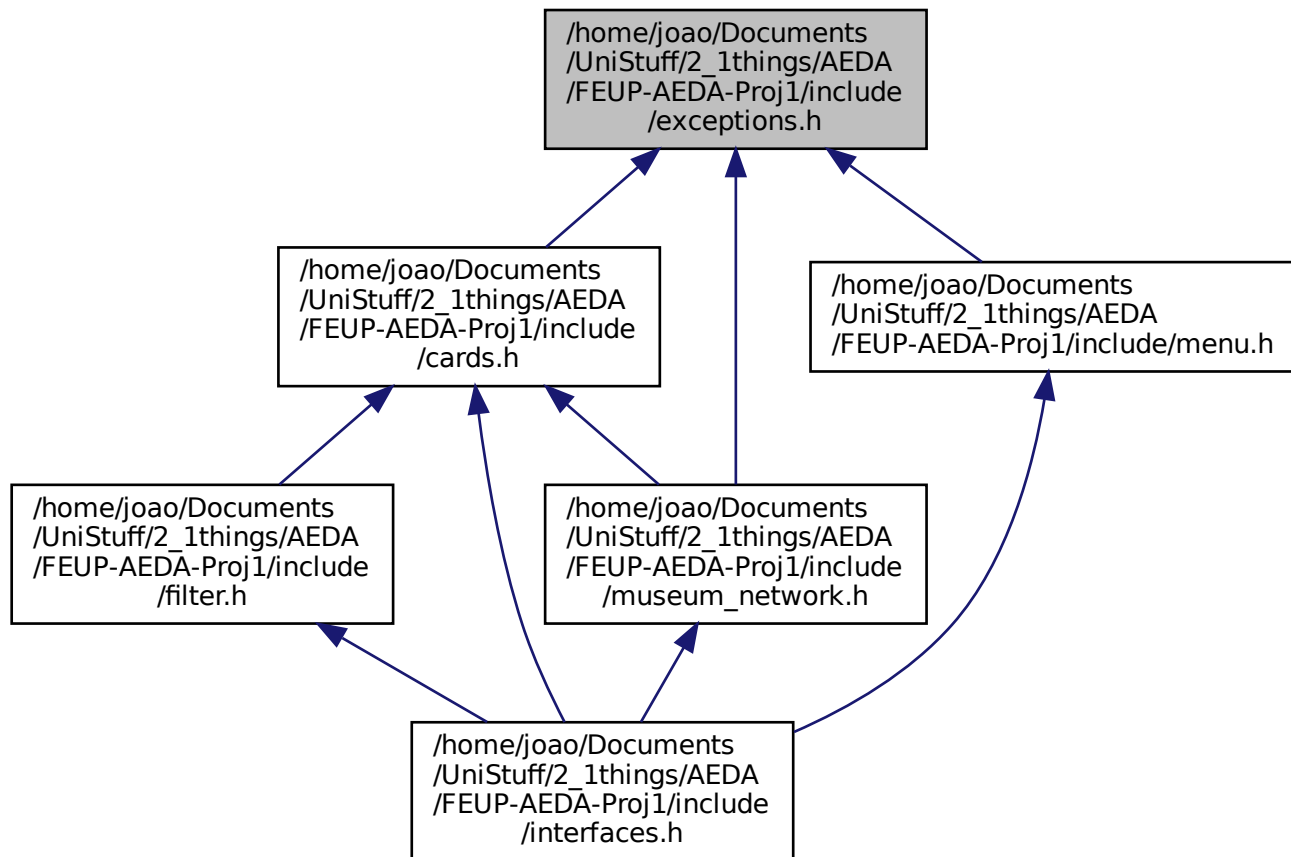 /home/joao/Documents
/UniStuff/2_1things/AEDA
/FEUP-AEDA-Proj1/include
/exceptions.h
/home/joao/Documents
/UniStuff/2_1things/AEDA
/FEUP-AEDA-Proj1/include
/cards.h
/home/joao/Documents
/UniStuff/2_1things/AEDA
/FEUP-AEDA-Proj1/include/menu.h
/home/joao/Documents
/UniStuff/2_1things/AEDA
/FEUP-AEDA-Proj1/include
/filter.h
/home/joao/Documents
/UniStuff/2_1things/AEDA
/FEUP-AEDA-Proj1/include
/museum_network.h
/home/joao/Documents
/UniStuff/2_1things/AEDA
/FEUP-AEDA-Proj1/include
/interfaces.h